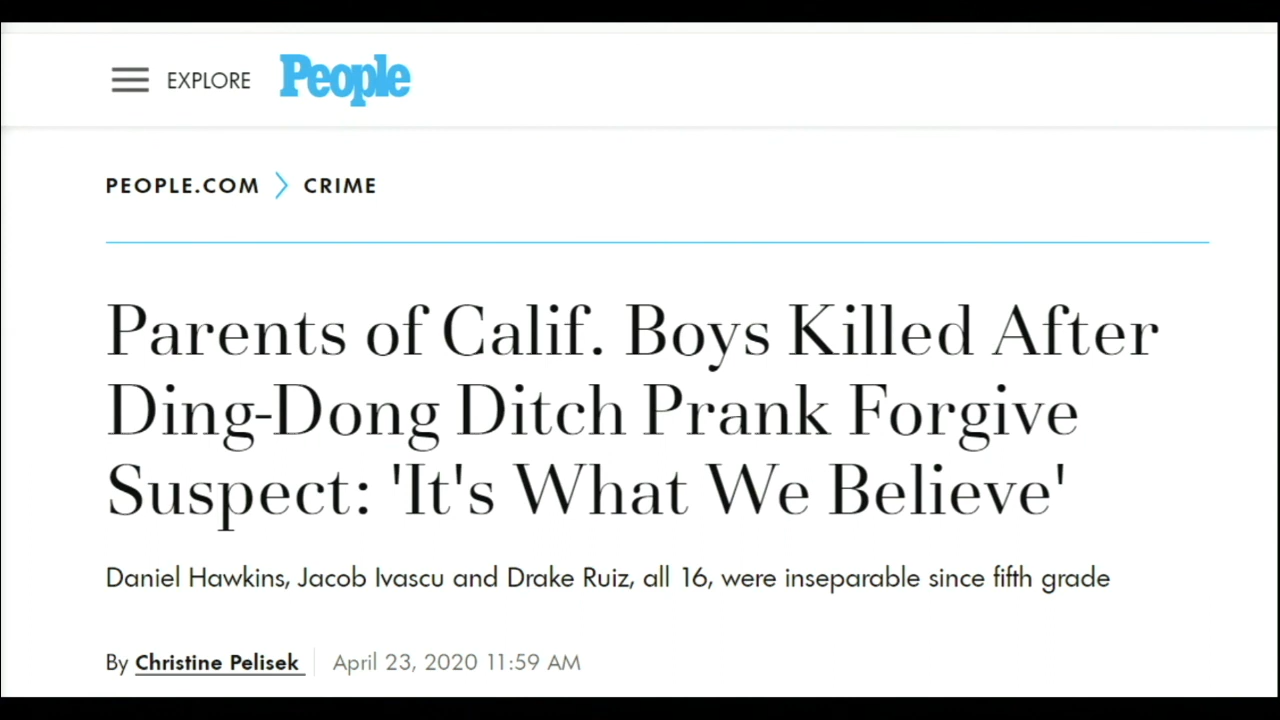 EXPLORE People
PEOPLE.COM > CRIME
Parents of Calif. Boys Killed After
Ding-Dong Ditch Prank Forgive
Suspect: 'It's What We Believe'
Daniel Hawkins, Jacob Ivascu and Drake Ruiz, all 16, were inseparable since fifth grade
By Christine Pelisek April 23, 2020 11:59 AM